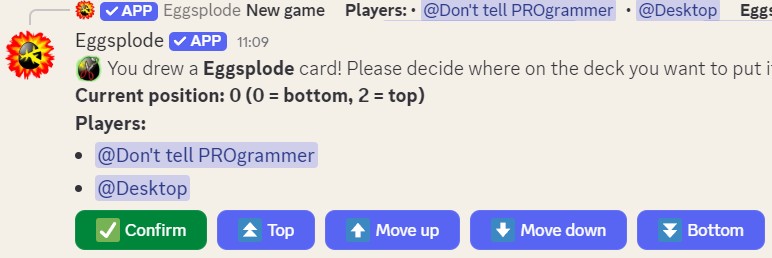 ✓ APP Eggsplode New game Players: • @Don't tell PROgrammer • @Desktop Eggs
Eggsplode ✓ APP 11:09
You drew a Eggsplode card! Please decide where on the deck you want to put i
Current position: 0 (0 = bottom, 2 = top)
Players:
• @Don't tell PROgrammer
• @Desktop
Confirm Top Move up Move down Bottom